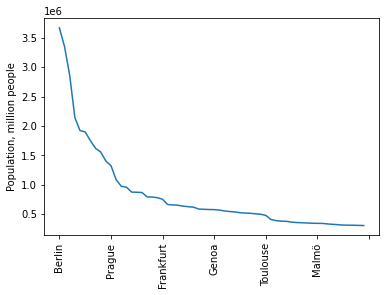 1e6
3.5
3.0
2.5
2.0
1.5
1.0
0.5
Population, million people
Berlin
Prague
Frankfurt
Genoa
Toulouse
Malmö